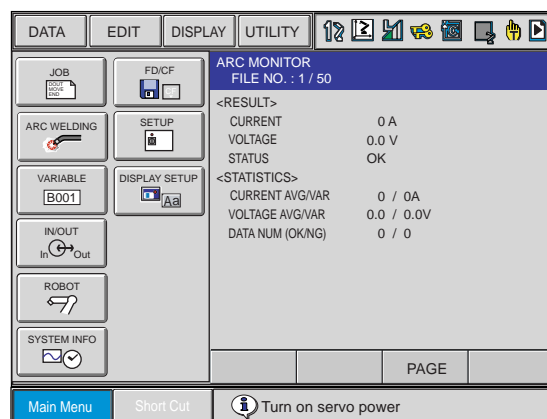 DATA EDIT DISPLAY UTILITY
JOB
DOUT
MOVE
END
FD/CF
ARC WELDING
SETUP
VARIABLE
B001
DISPLAY SETUP
Aa
IN/OUT
In Out
ROBOT
SYSTEM INFO
ARC MONITOR
FILE NO. : 1 / 50
<RESULT>
CURRENT 0 A
VOLTAGE 0.0 V
STATUS OK
<STATISTICS>
CURRENT AVG/VAR 0 / 0A
VOLTAGE AVG/VAR 0.0 / 0.0V
DATA NUM (OK/NG) 0 / 0
PAGE
Main Menu Short Cut Turn on servo power